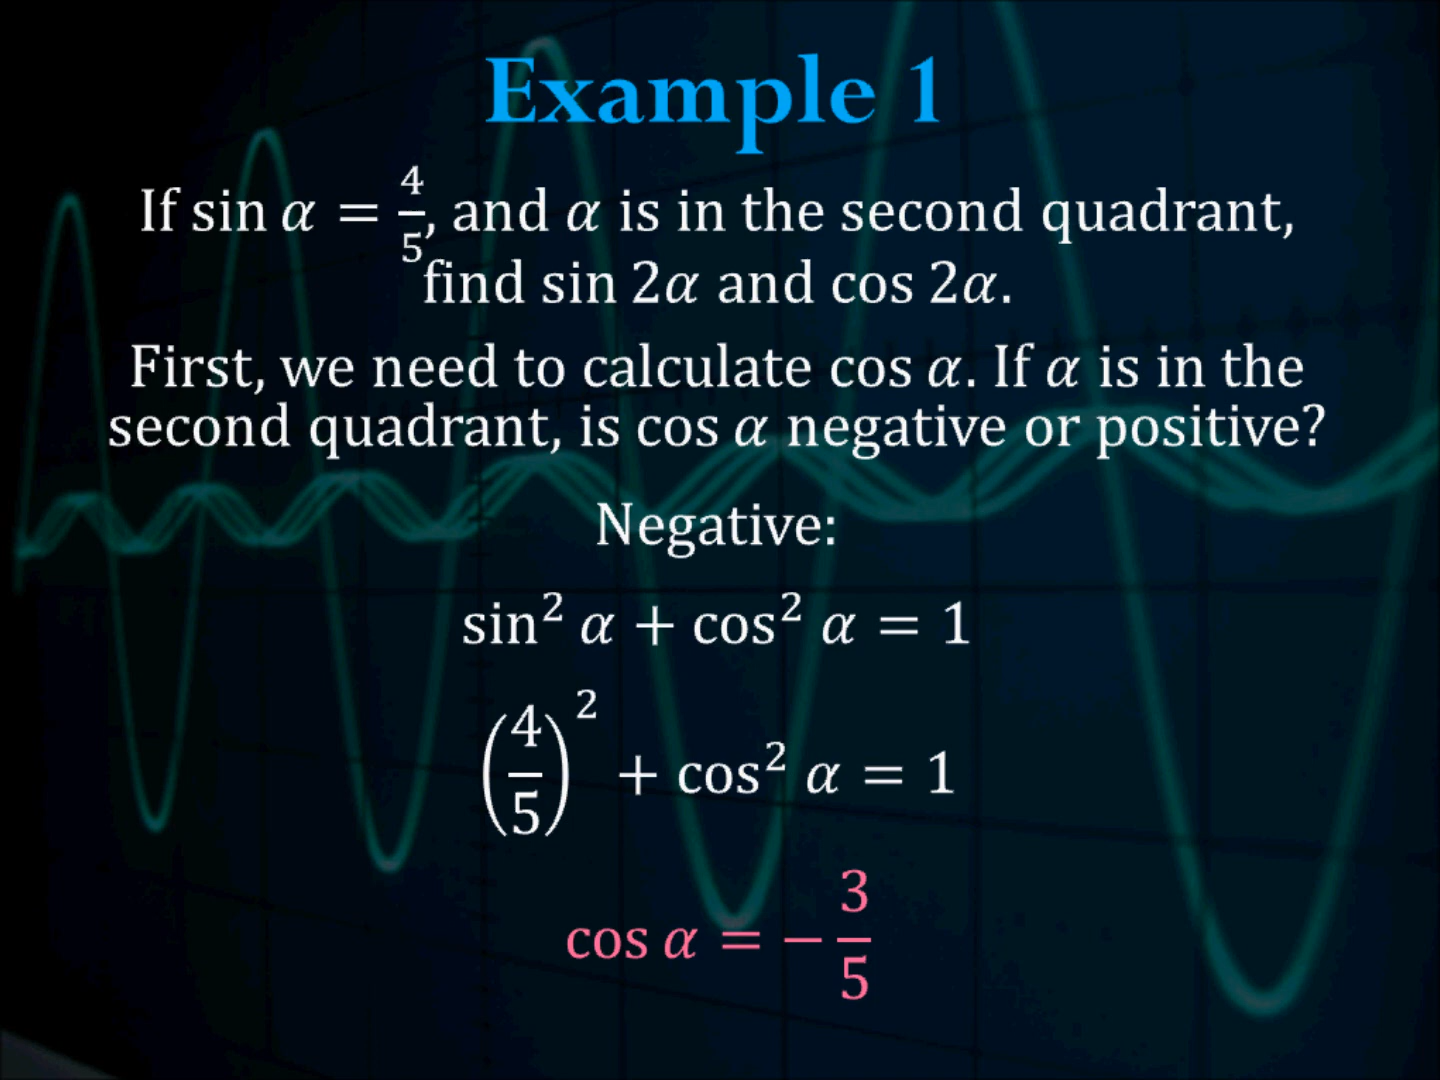 Example 1
If sin α = 4/5, and α is in the second quadrant,
find sin 2α and cos 2α.
First, we need to calculate cos α. If α is in the
second quadrant, is cos α negative or positive?
Negative:
sin² α + cos² α = 1
(4/5)² + cos² α = 1
cos α = − 3/5